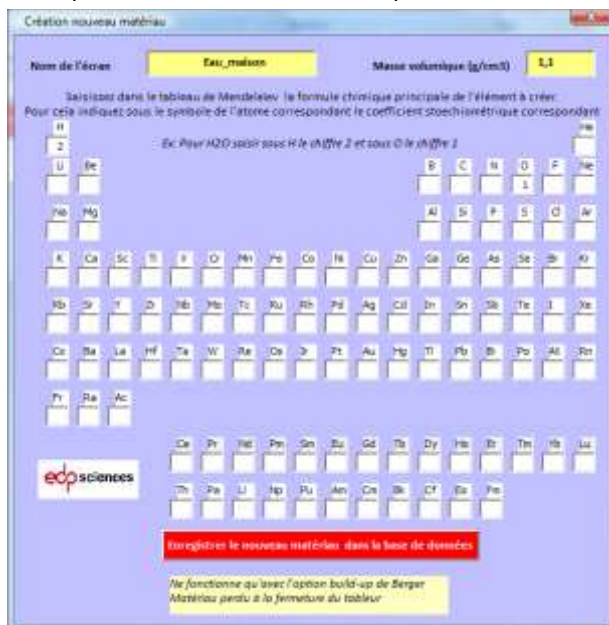 Création nouveau matériau
Nom de l'écran Eau_maison Masse volumique (g/cm3) 1,1
Saisissez dans le tableau de Mendeleiev la formule chimique principale de l'élément à créer.
Pour cela indiquez sous le symbole de l'atome correspondant le coefficient stoechiométrique correspondant
H He
Ex: Pour H2O saisir sous H le chiffre 2 et sous O le chiffre 1
2
Li Be B C N O F Ne
1
Na Mg Al Si P S Cl Ar
K Ca Sc Ti V Cr Mn Fe Co Ni Cu Zn Ga Ge As Se Br Kr
Rb Sr Y Zr Nb Mo Tc Ru Rh Pd Ag Cd In Sn Sb Te I Xe
Cs Ba La Hf Ta W Re Os Ir Pt Au Hg Tl Pb Bi Po At Rn
Fr Ra Ac
Ce Pr Nd Pm Sm Eu Gd Tb Dy Ho Er Tm Yb Lu
edp sciences
Th Pa U Np Pu Am Cm Bk Cf Es Fm
Enregistrer le nouveau matériau dans la base de données
Ne fonctionne qu'avec l'option build-up de Berger
Matériau perdu à la fermeture du tableur